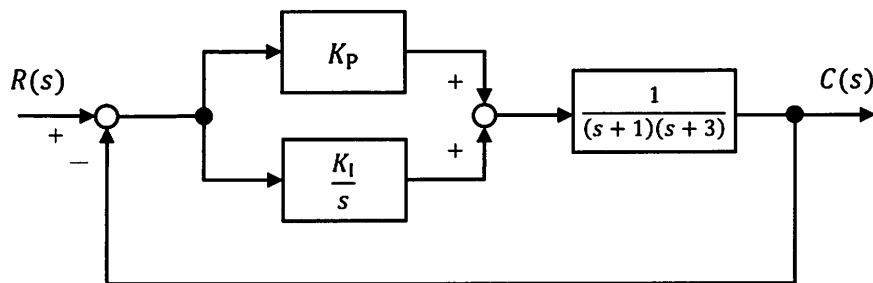 R(s)
+
−
K_P
K_I
s
+
+
1
(s + 1)(s + 3)
C(s)